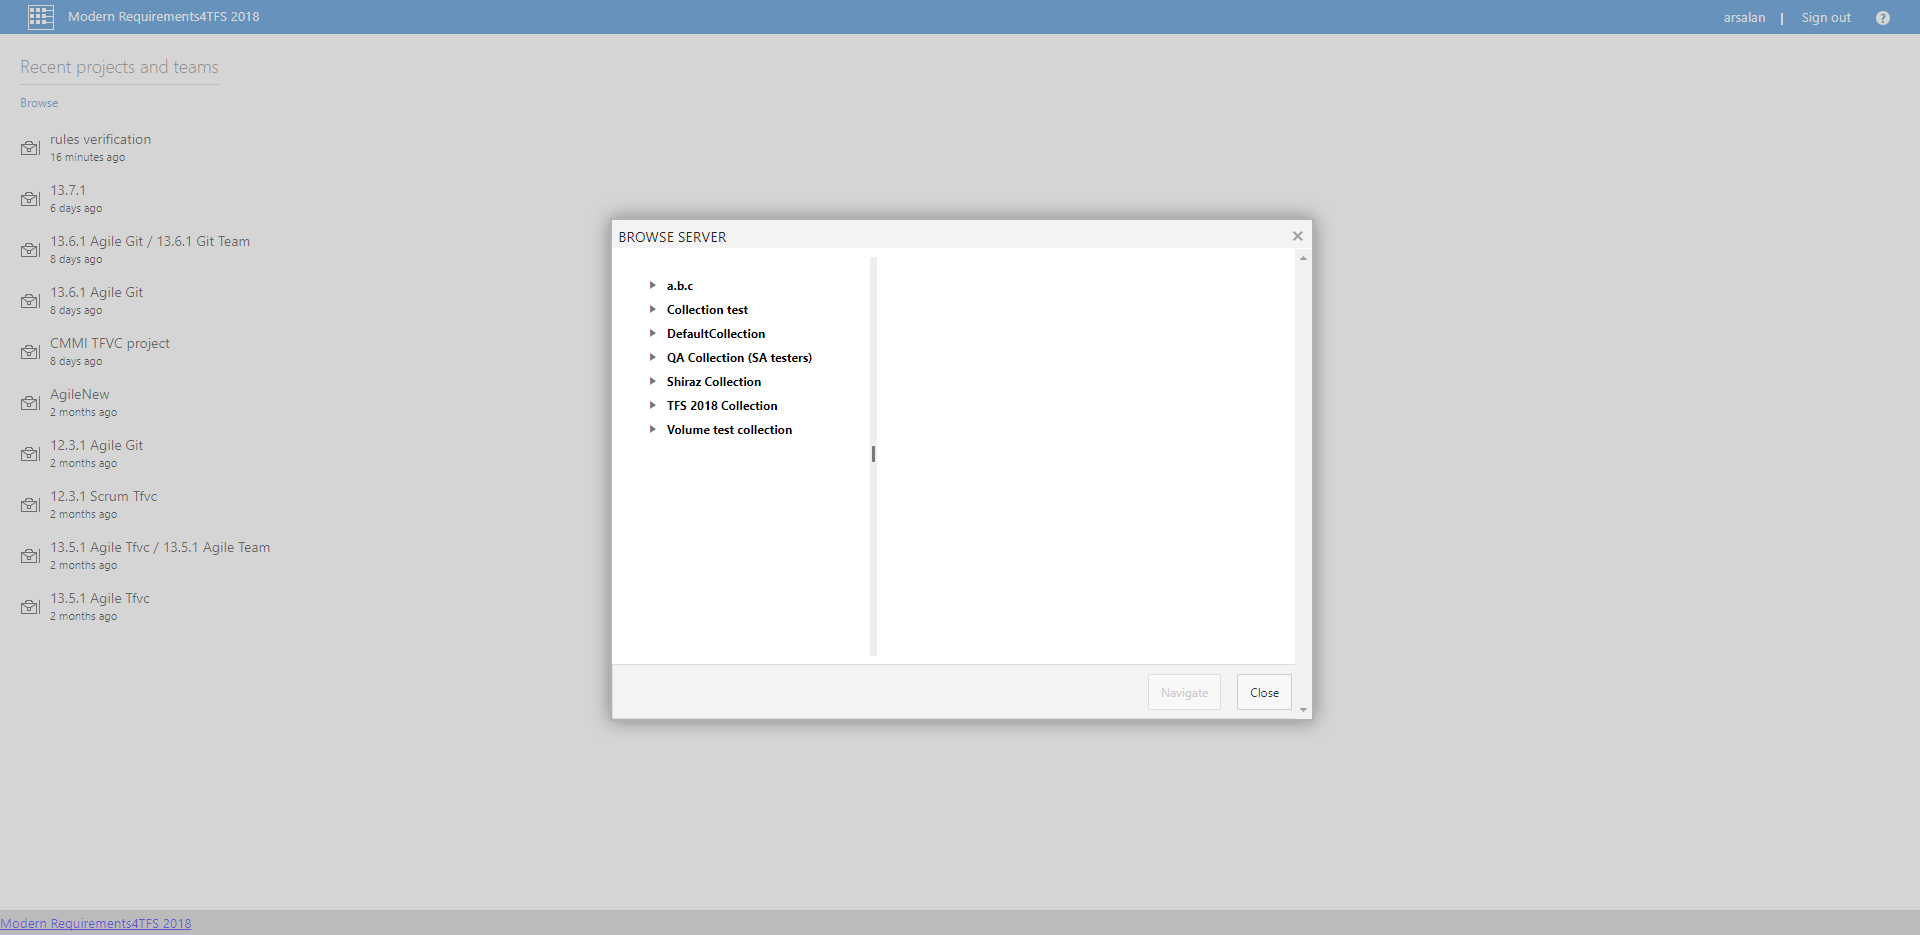 Modern Requirements4TFS 2018
arsalan | Sign out ?
Recent projects and teams
Browse
rules verification
16 minutes ago
13.7.1
6 days ago
13.6.1 Agile Git / 13.6.1 Git Team
8 days ago
13.6.1 Agile Git
8 days ago
CMMI TFVC project
8 days ago
AgileNew
2 months ago
12.3.1 Agile Git
2 months ago
12.3.1 Scrum Tfvc
2 months ago
13.5.1 Agile Tfvc / 13.5.1 Agile Team
2 months ago
13.5.1 Agile Tfvc
2 months ago
BROWSE SERVER
a.b.c
Collection test
DefaultCollection
QA Collection (SA testers)
Shiraz Collection
TFS 2018 Collection
Volume test collection
Navigate Close
Modern Requirements4TFS 2018